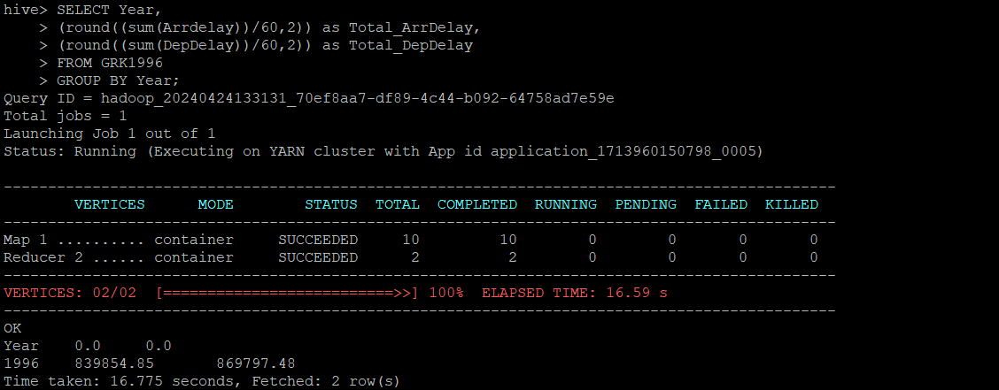 hive> SELECT Year,
    > (round((sum(Arrdelay))/60,2)) as Total_ArrDelay,
    > (round((sum(DepDelay))/60,2)) as Total_DepDelay
    > FROM GRK1996
    > GROUP BY Year;
Query ID = hadoop_20240424133131_70ef8aa7-df89-4c44-b092-64758ad7e59e
Total jobs = 1
Launching Job 1 out of 1
Status: Running (Executing on YARN cluster with App id application_1713960150798_0005)
----------------------------------------------------------------------------------------------
        VERTICES      MODE        STATUS  TOTAL  COMPLETED  RUNNING  PENDING  FAILED  KILLED
----------------------------------------------------------------------------------------------
Map 1 .......... container     SUCCEEDED     10         10        0        0       0       0
Reducer 2 ...... container     SUCCEEDED      2          2        0        0       0       0
----------------------------------------------------------------------------------------------
VERTICES: 02/02  [==========================>>] 100%  ELAPSED TIME: 16.59 s
----------------------------------------------------------------------------------------------
OK
Year    0.0     0.0
1996    839854.85       869797.48
Time taken: 16.775 seconds, Fetched: 2 row(s)